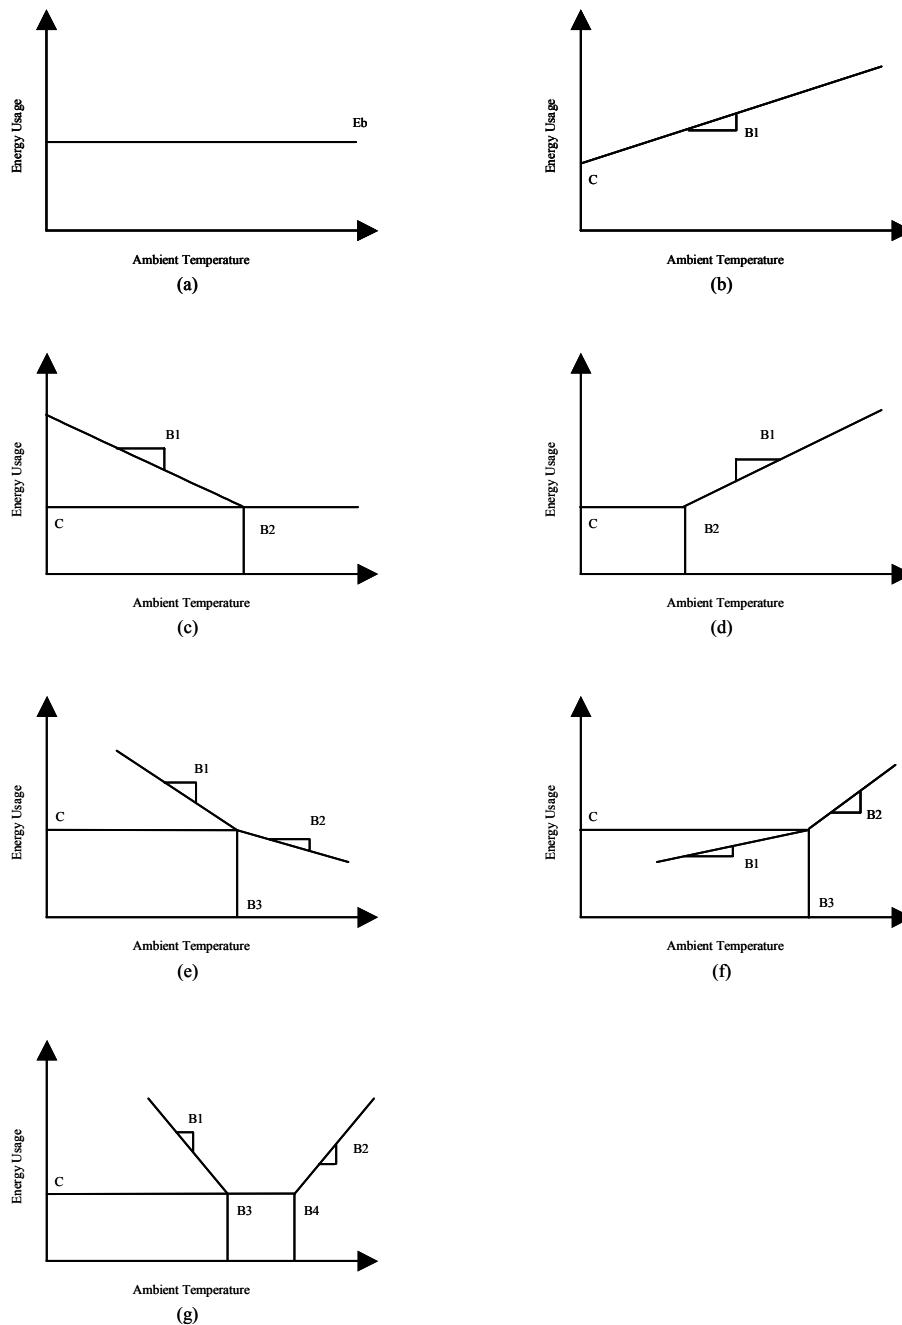 Energy Usage
Eb
Ambient Temperature
(a)
Energy Usage
B1
C
Ambient Temperature
(b)
Energy Usage
B1
C
B2
Ambient Temperature
(c)
Energy Usage
B1
C
B2
Ambient Temperature
(d)
Energy Usage
B1
C
B2
B3
Ambient Temperature
(e)
Energy Usage
C
B2
B1
B3
Ambient Temperature
(f)
Energy Usage
B1
B2
C
B3
B4
Ambient Temperature
(g)